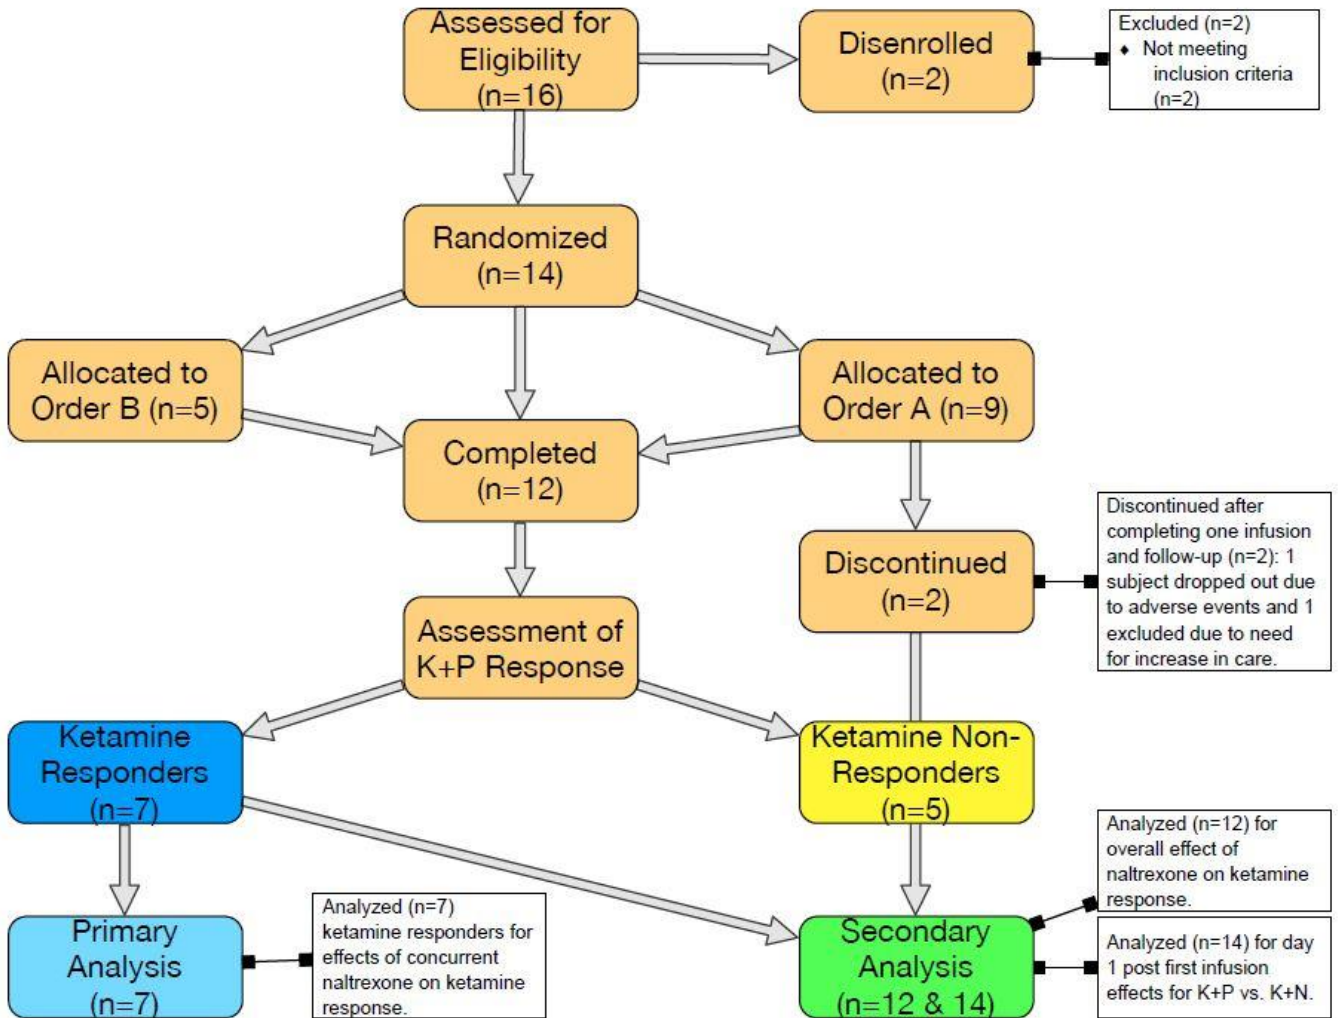 Assessed for
Eligibility
(n=16)
Disenrolled
(n=2)
Excluded (n=2)
♦ Not meeting
inclusion criteria
(n=2)
Randomized
(n=14)
Allocated to
Order B (n=5)
Allocated to
Order A (n=9)
Completed
(n=12)
Discontinued
(n=2)
Discontinued after
completing one infusion
and follow-up (n=2): 1
subject dropped out due
to adverse events and 1
excluded due to need
for increase in care.
Assessment of
K+P Response
Ketamine
Responders
(n=7)
Ketamine Non-
Responders
(n=5)
Primary
Analysis
(n=7)
Analyzed (n=7)
ketamine responders for
effects of concurrent
naltrexone on ketamine
response.
Secondary
Analysis
(n=12 & 14)
Analyzed (n=12) for
overall effect of
naltrexone on ketamine
response.
Analyzed (n=14) for day
1 post first infusion
effects for K+P vs. K+N.